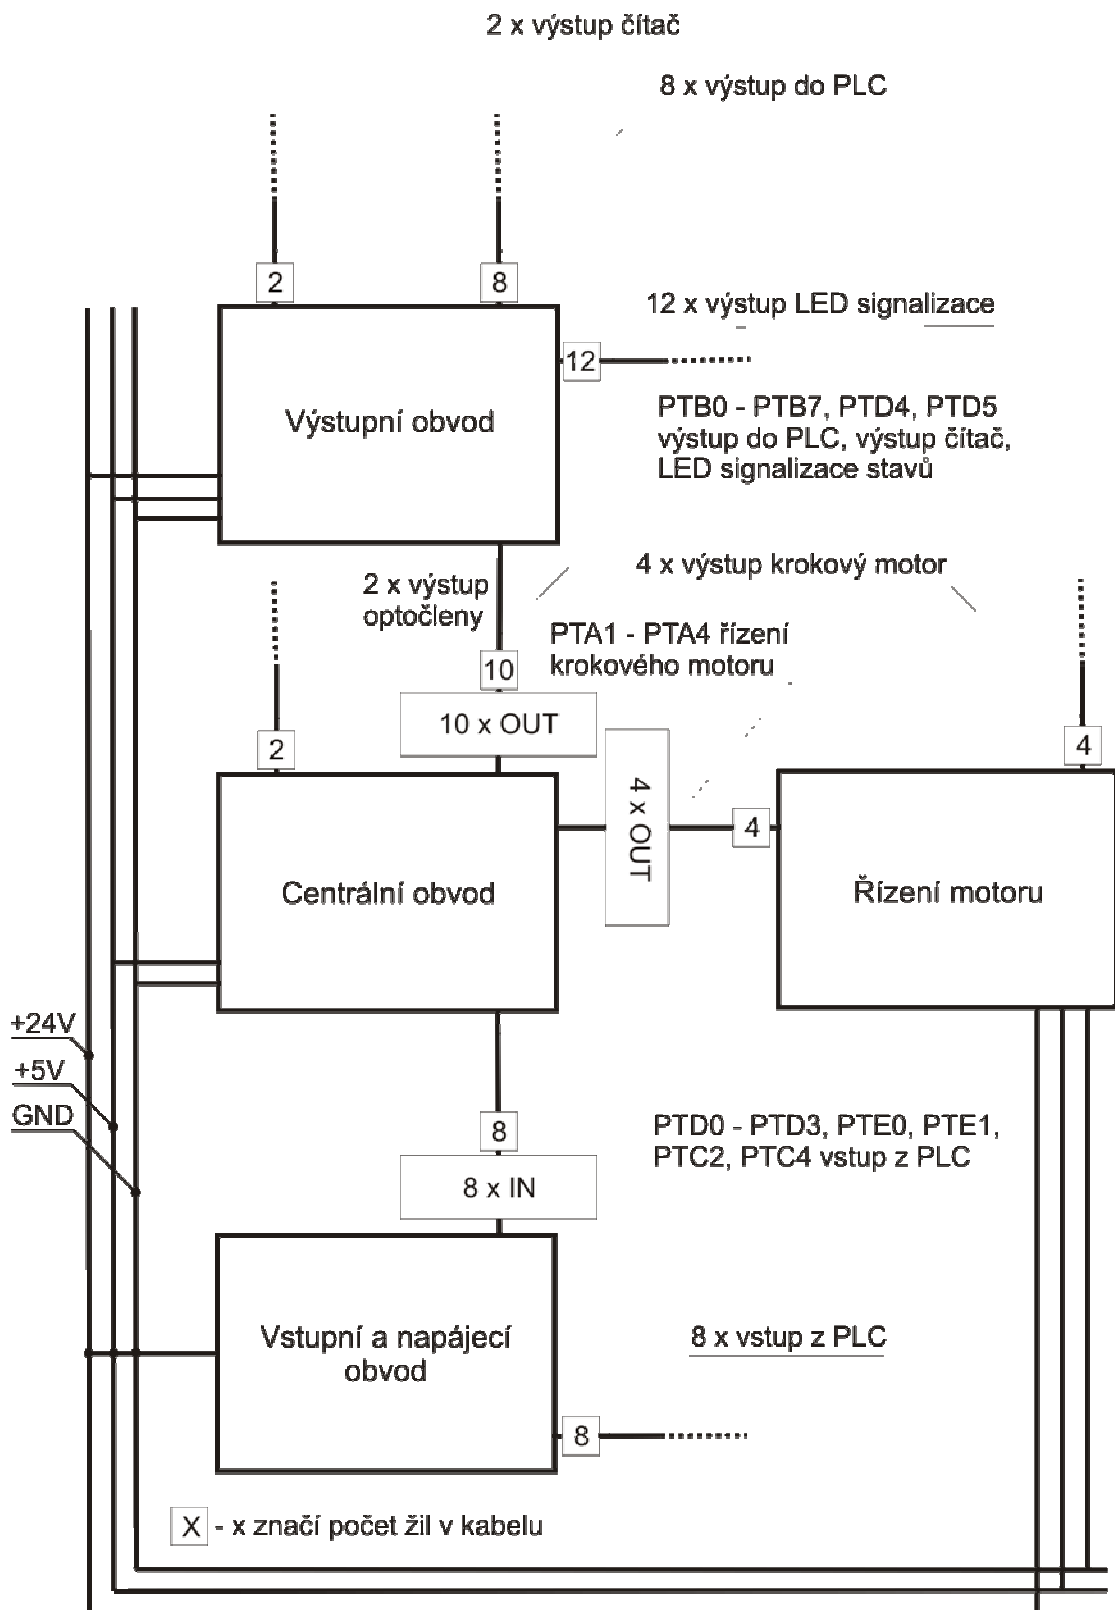 2 x výstup čítač
8 x výstup do PLC
2
8
12 x výstup LED signalizace
12
Výstupní obvod
PTB0 - PTB7, PTD4, PTD5
výstup do PLC, výstup čítač,
LED signalizace stavů
2 x výstup
optočleny
4 x výstup krokový motor
PTA1 - PTA4 řízení
krokového motoru
10
10 x OUT
2
4 x OUT
4
4
Centrální obvod
Řízení motoru
+24V
+5V
GND
8
8 x IN
PTD0 - PTD3, PTE0, PTE1,
PTC2, PTC4 vstup z PLC
Vstupní a napájecí
obvod
8 x vstup z PLC
8
X - x značí počet žil v kabelu